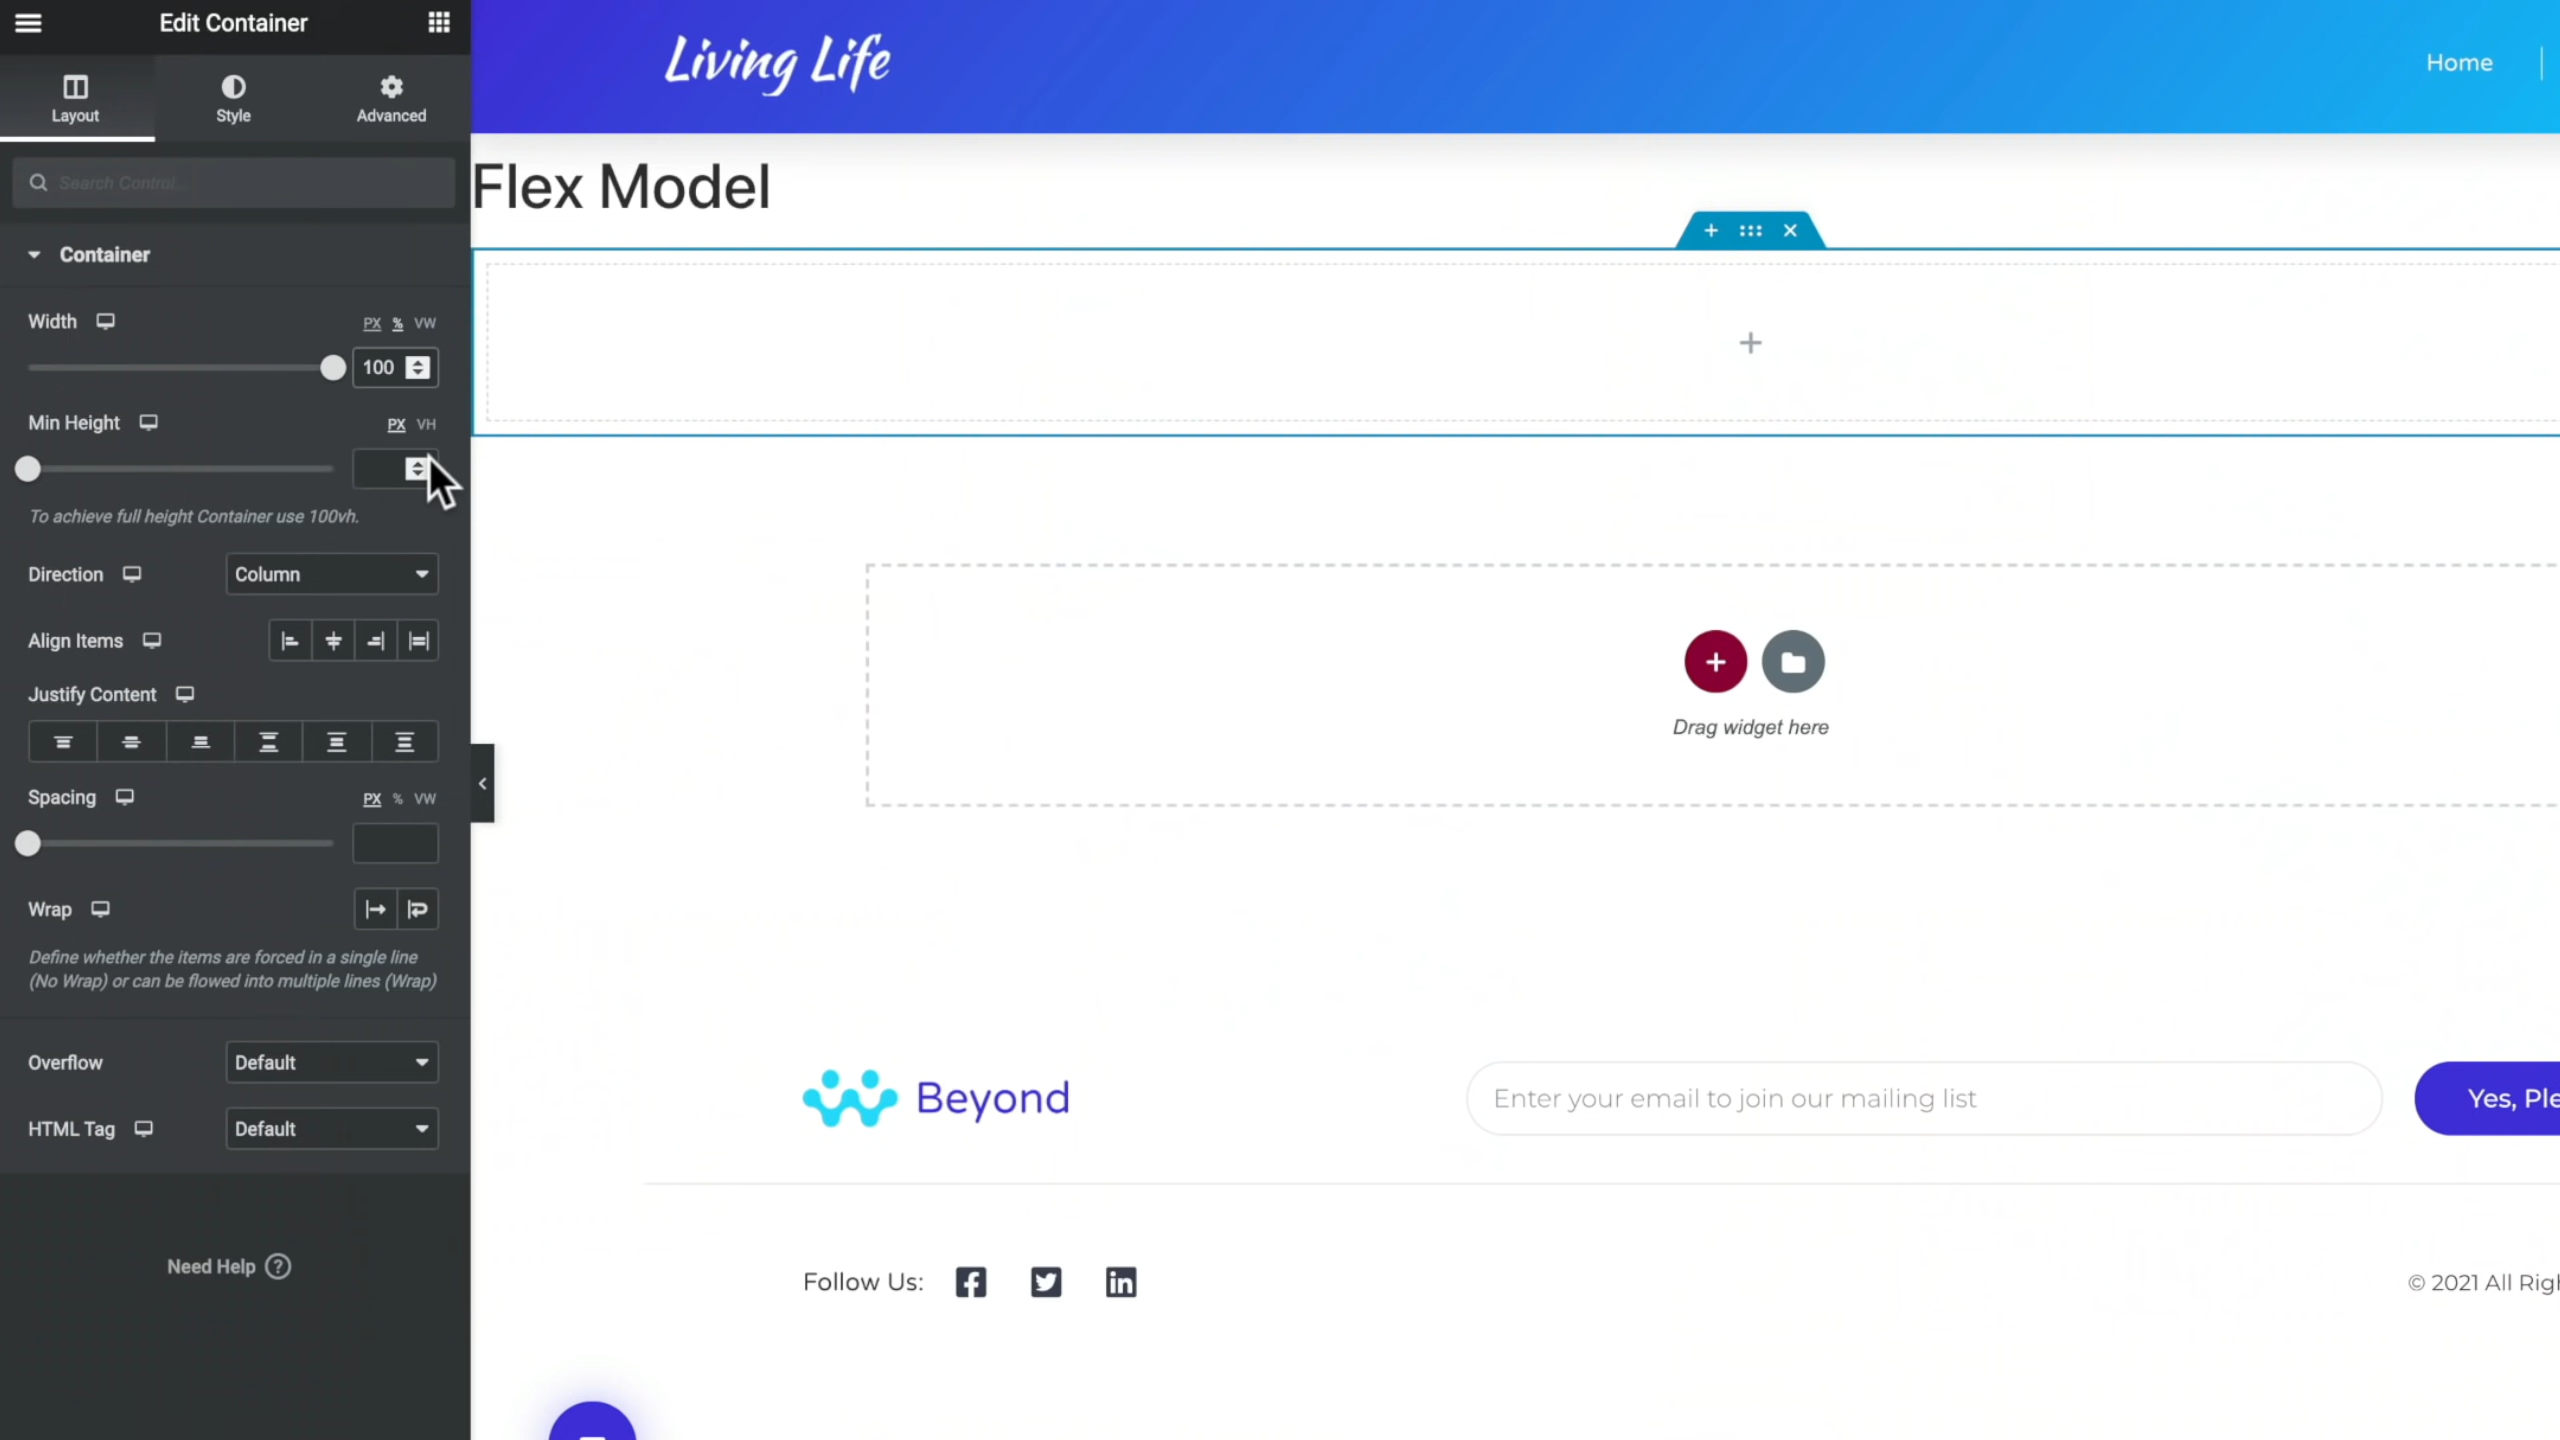 Edit Container
Layout
Style
Advanced
Search Control...
Container
Width
PX % VW
100
Min Height
PX VH
To achieve full height Container use 100vh.
Direction
Column
Align Items
Justify Content
Spacing
PX % VW
Wrap
Define whether the items are forced in a single line
(No Wrap) or can be flowed into multiple lines (Wrap)
Overflow
Default
HTML Tag
Default
Need Help
Living Life
Home
Flex Model
Drag widget here
Beyond
Enter your email to join our mailing list
Yes, Ple
Follow Us:
© 2021 All Righ